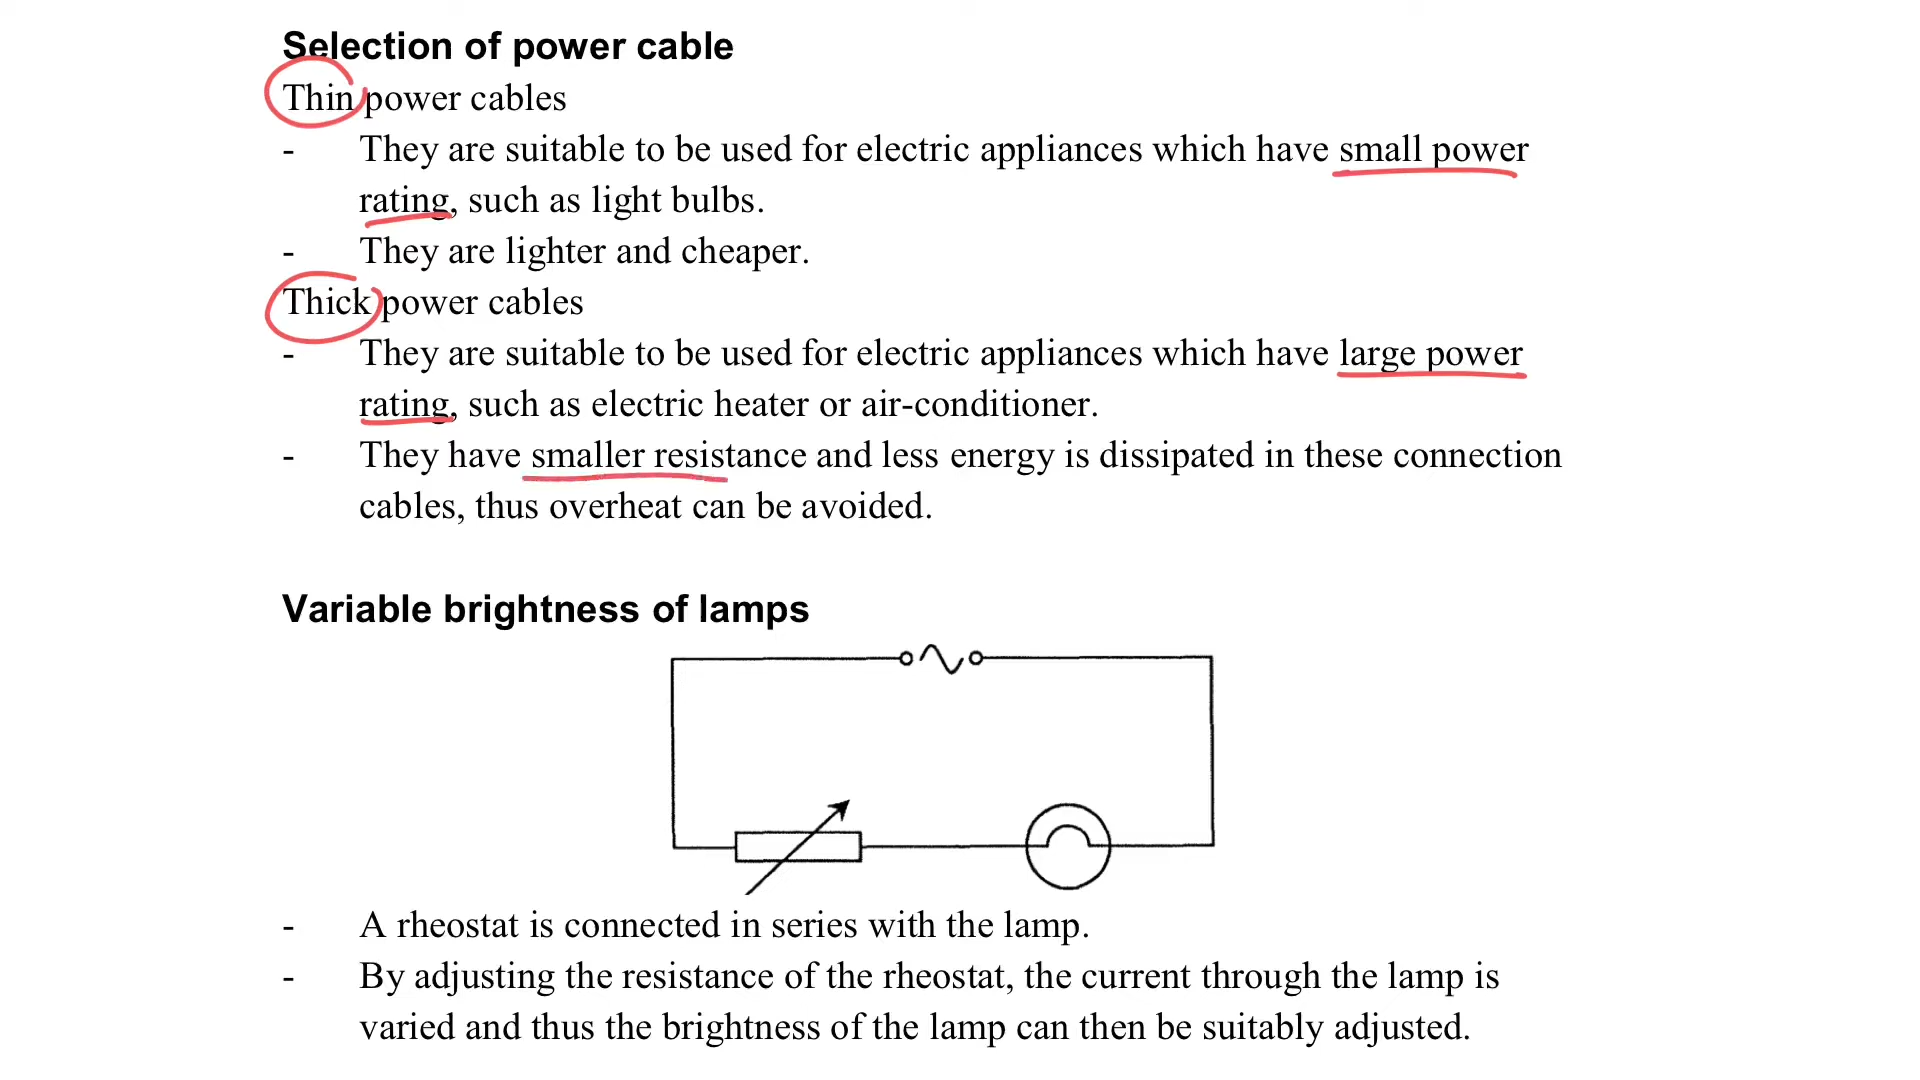 Selection of power cable
Thin power cables
- They are suitable to be used for electric appliances which have small power
rating, such as light bulbs.
- They are lighter and cheaper.
Thick power cables
- They are suitable to be used for electric appliances which have large power
rating, such as electric heater or air-conditioner.
- They have smaller resistance and less energy is dissipated in these connection
cables, thus overheat can be avoided.
Variable brightness of lamps
- A rheostat is connected in series with the lamp.
- By adjusting the resistance of the rheostat, the current through the lamp is
varied and thus the brightness of the lamp can then be suitably adjusted.